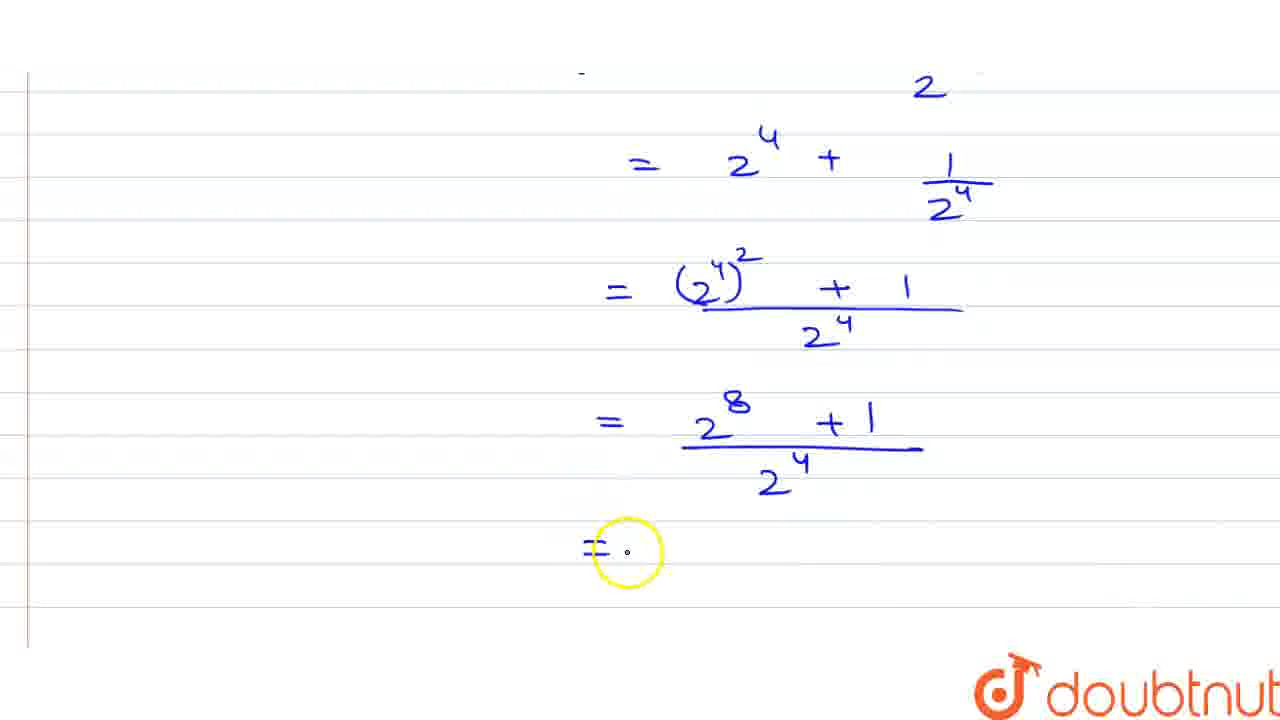 2
= 2^4 + 1/2^4
= (2^4)^2 + 1 / 2^4
= 2^8 + 1 / 2^4
=
doubtnut